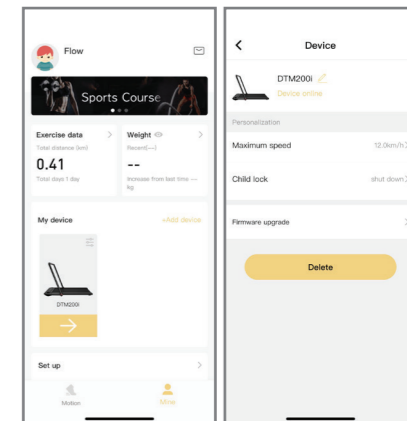 Flow
Sports Course
Exercise data
Total distance (km)
0.41
Total days 1 day
Weight
Recent(--)
--
Increase from last time --
kg
My device
+Add device
DTM200i
Set up
Motion
Mine
Device
DTM200i
Device online
Personalization
Maximum speed
12.0km/h
Child lock
shut down
Firmware upgrade
Delete